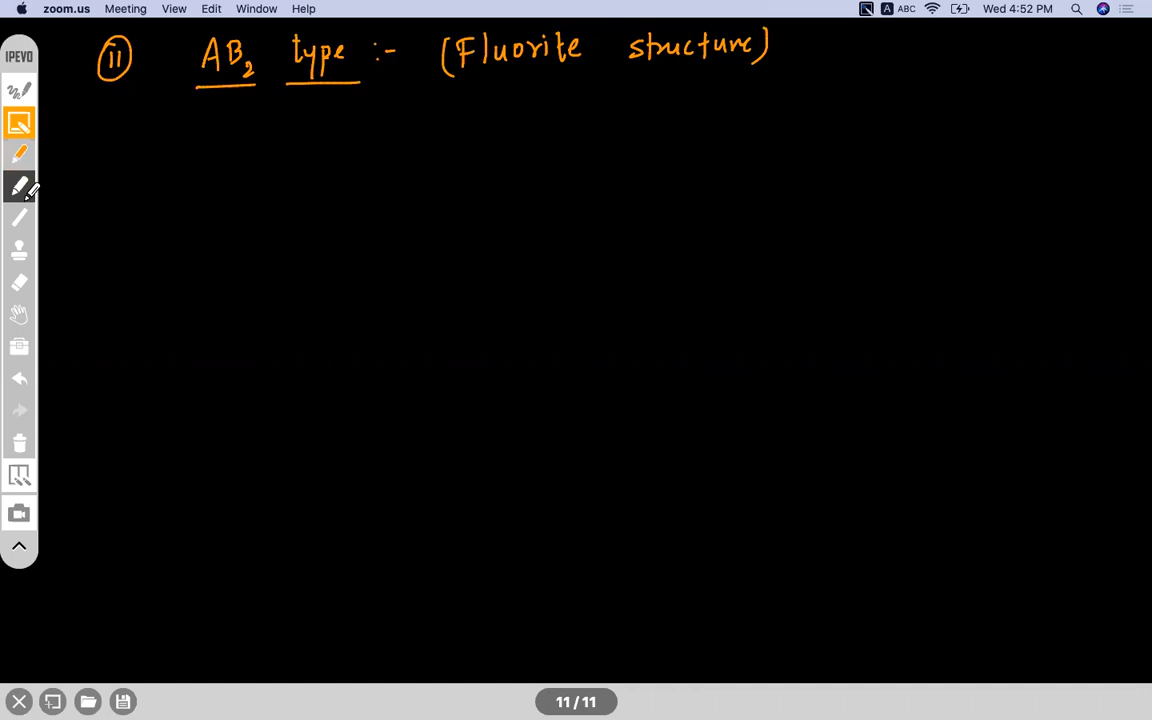 zoom.us Meeting View Edit Window Help A ABC Wed 4:52 PM
IPEVO
(ii) AB₂ type :- (Fluorite structure)
11/11